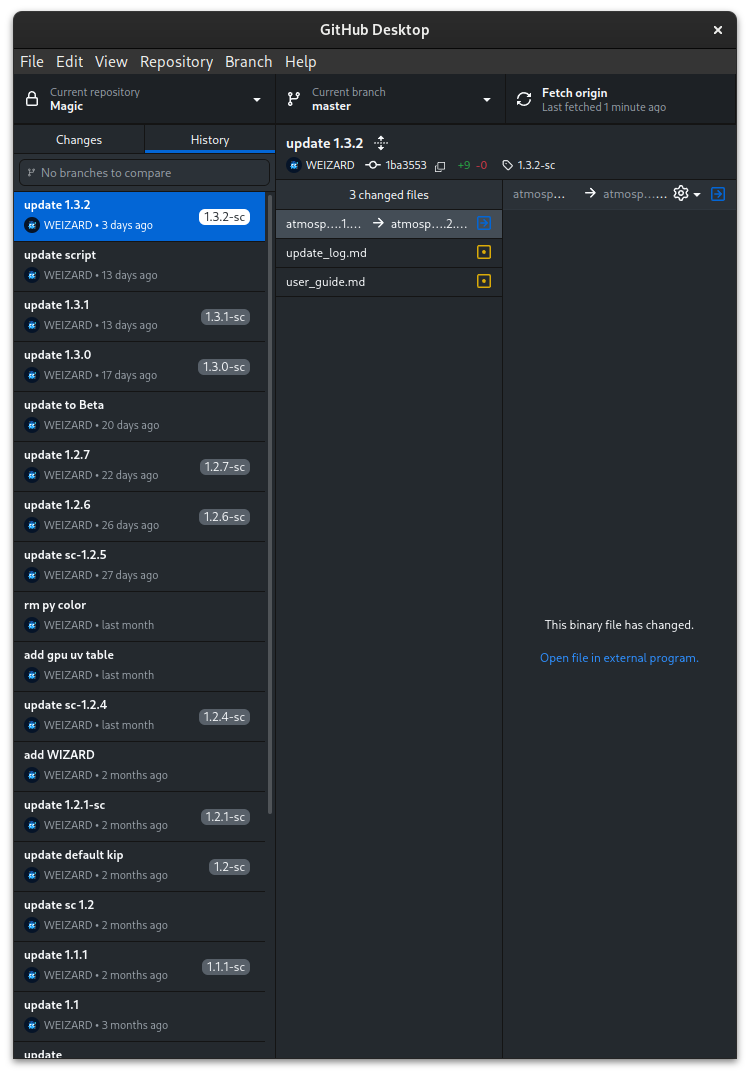 GitHub Desktop
File Edit View Repository Branch Help
Current repository
Magic
Current branch
master
Fetch origin
Last fetched 1 minute ago
Changes
History
No branches to compare
update 1.3.2
WEIZARD • 3 days ago
1.3.2-sc
update script
WEIZARD • 13 days ago
update 1.3.1
WEIZARD • 13 days ago
1.3.1-sc
update 1.3.0
WEIZARD • 17 days ago
1.3.0-sc
update to Beta
WEIZARD • 20 days ago
update 1.2.7
WEIZARD • 22 days ago
1.2.7-sc
update 1.2.6
WEIZARD • 26 days ago
1.2.6-sc
update sc-1.2.5
WEIZARD • 27 days ago
rm py color
WEIZARD • last month
add gpu uv table
WEIZARD • last month
update sc-1.2.4
WEIZARD • last month
1.2.4-sc
add WIZARD
WEIZARD • 2 months ago
update 1.2.1-sc
WEIZARD • 2 months ago
1.2.1-sc
update default kip
WEIZARD • 2 months ago
1.2-sc
update sc 1.2
WEIZARD • 2 months ago
update 1.1.1
WEIZARD • 2 months ago
1.1.1-sc
update 1.1
WEIZARD • 3 months ago
update
update 1.3.2
WEIZARD 1ba3553 +9 -0 1.3.2-sc
3 changed files
atmosp....1.... → atmosp....2....
update_log.md
user_guide.md
atmosp... → atmosp......
This binary file has changed.
Open file in external program.